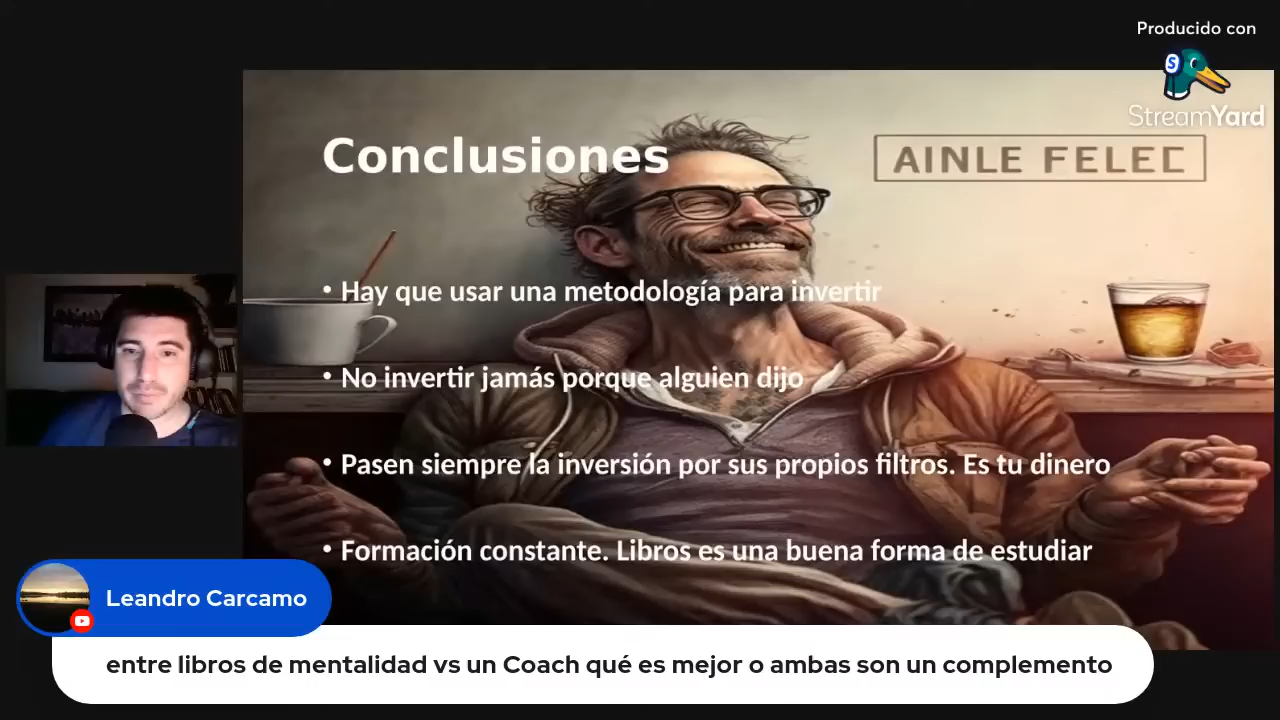 Producido con
StreamYard
Conclusiones
AINLE FELEC
• Hay que usar una metodología para invertir
• No invertir jamás porque alguien dijo
• Pasen siempre la inversión por sus propios filtros. Es tu dinero
• Formación constante. Libros es una buena forma de estudiar
Leandro Carcamo
entre libros de mentalidad vs un Coach qué es mejor o ambas son un complemento